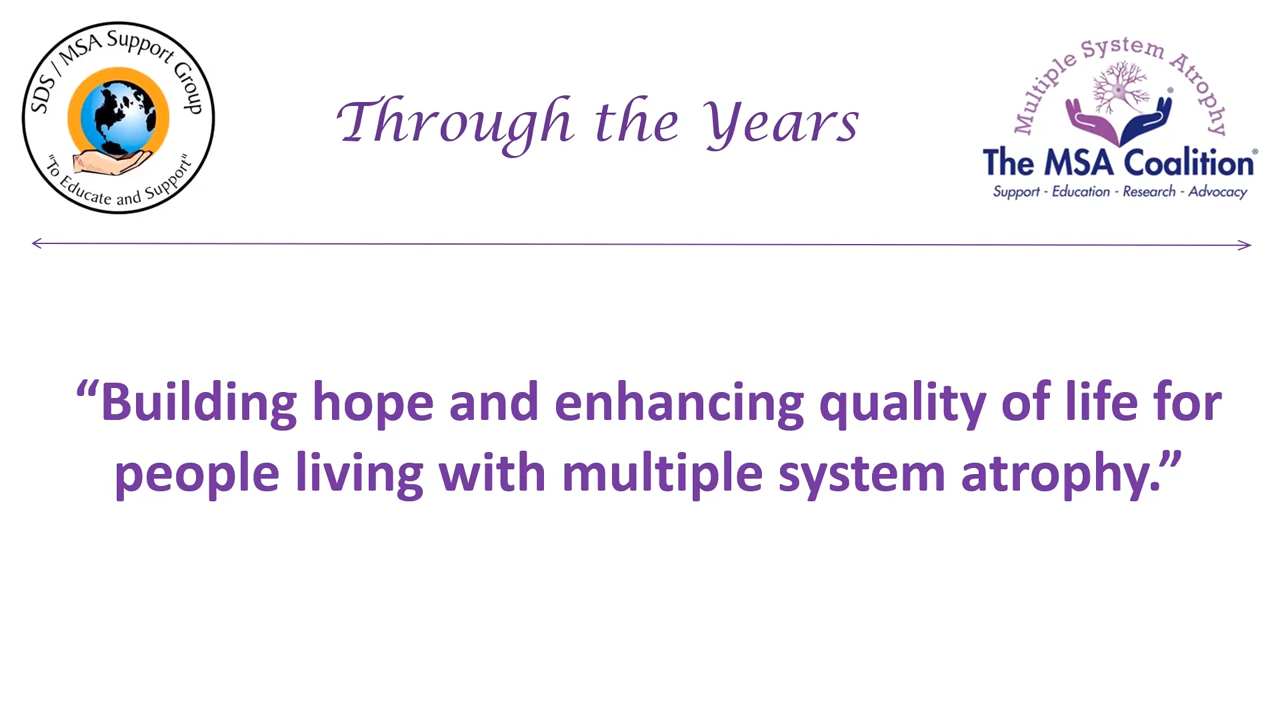 SDS / MSA Support Group
"To Educate and Support"
Through the Years
Multiple System Atrophy
®
The MSA Coalition®
Support - Education - Research - Advocacy
“Building hope and enhancing quality of life for
people living with multiple system atrophy.”